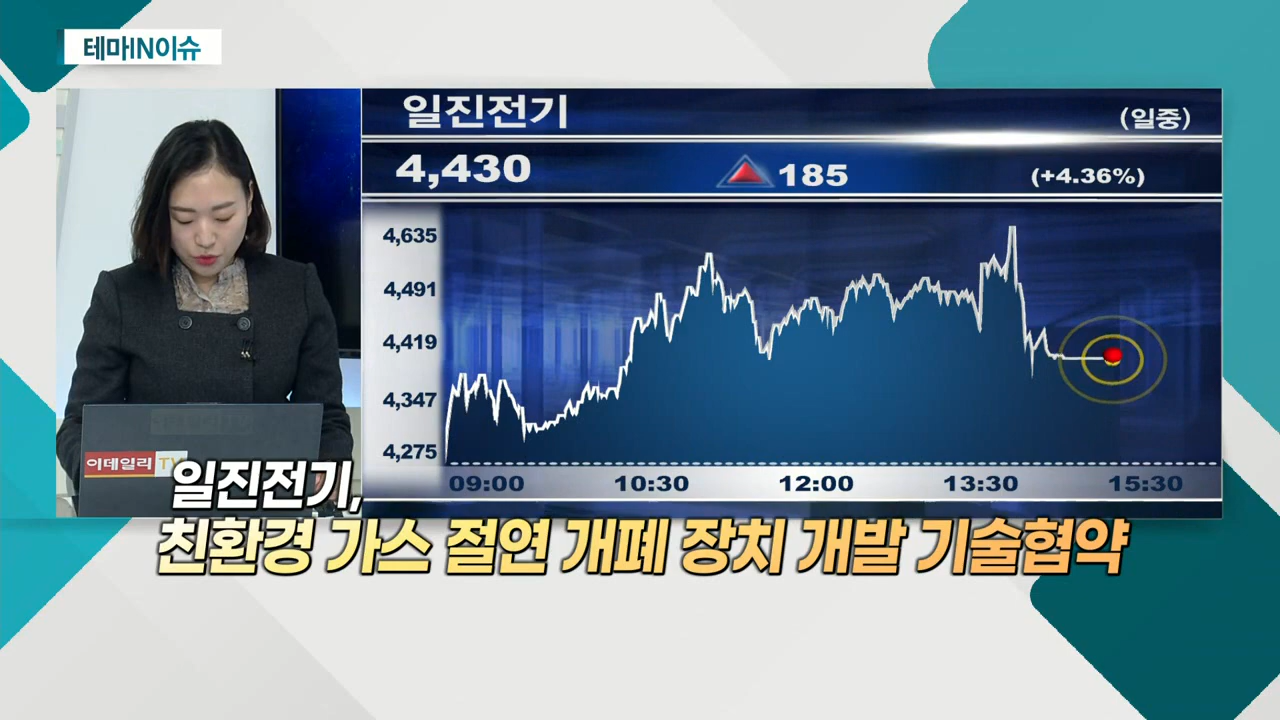 테마IN이슈
일진전기
(일중)
4,430 ▲ 185 (+4.36%)
4,635
4,491
4,419
4,347
4,275
09:00 10:30 12:00 13:30 15:30
이데일리 TV
일진전기,
친환경 가스 절연 개폐 장치 개발 기술협약